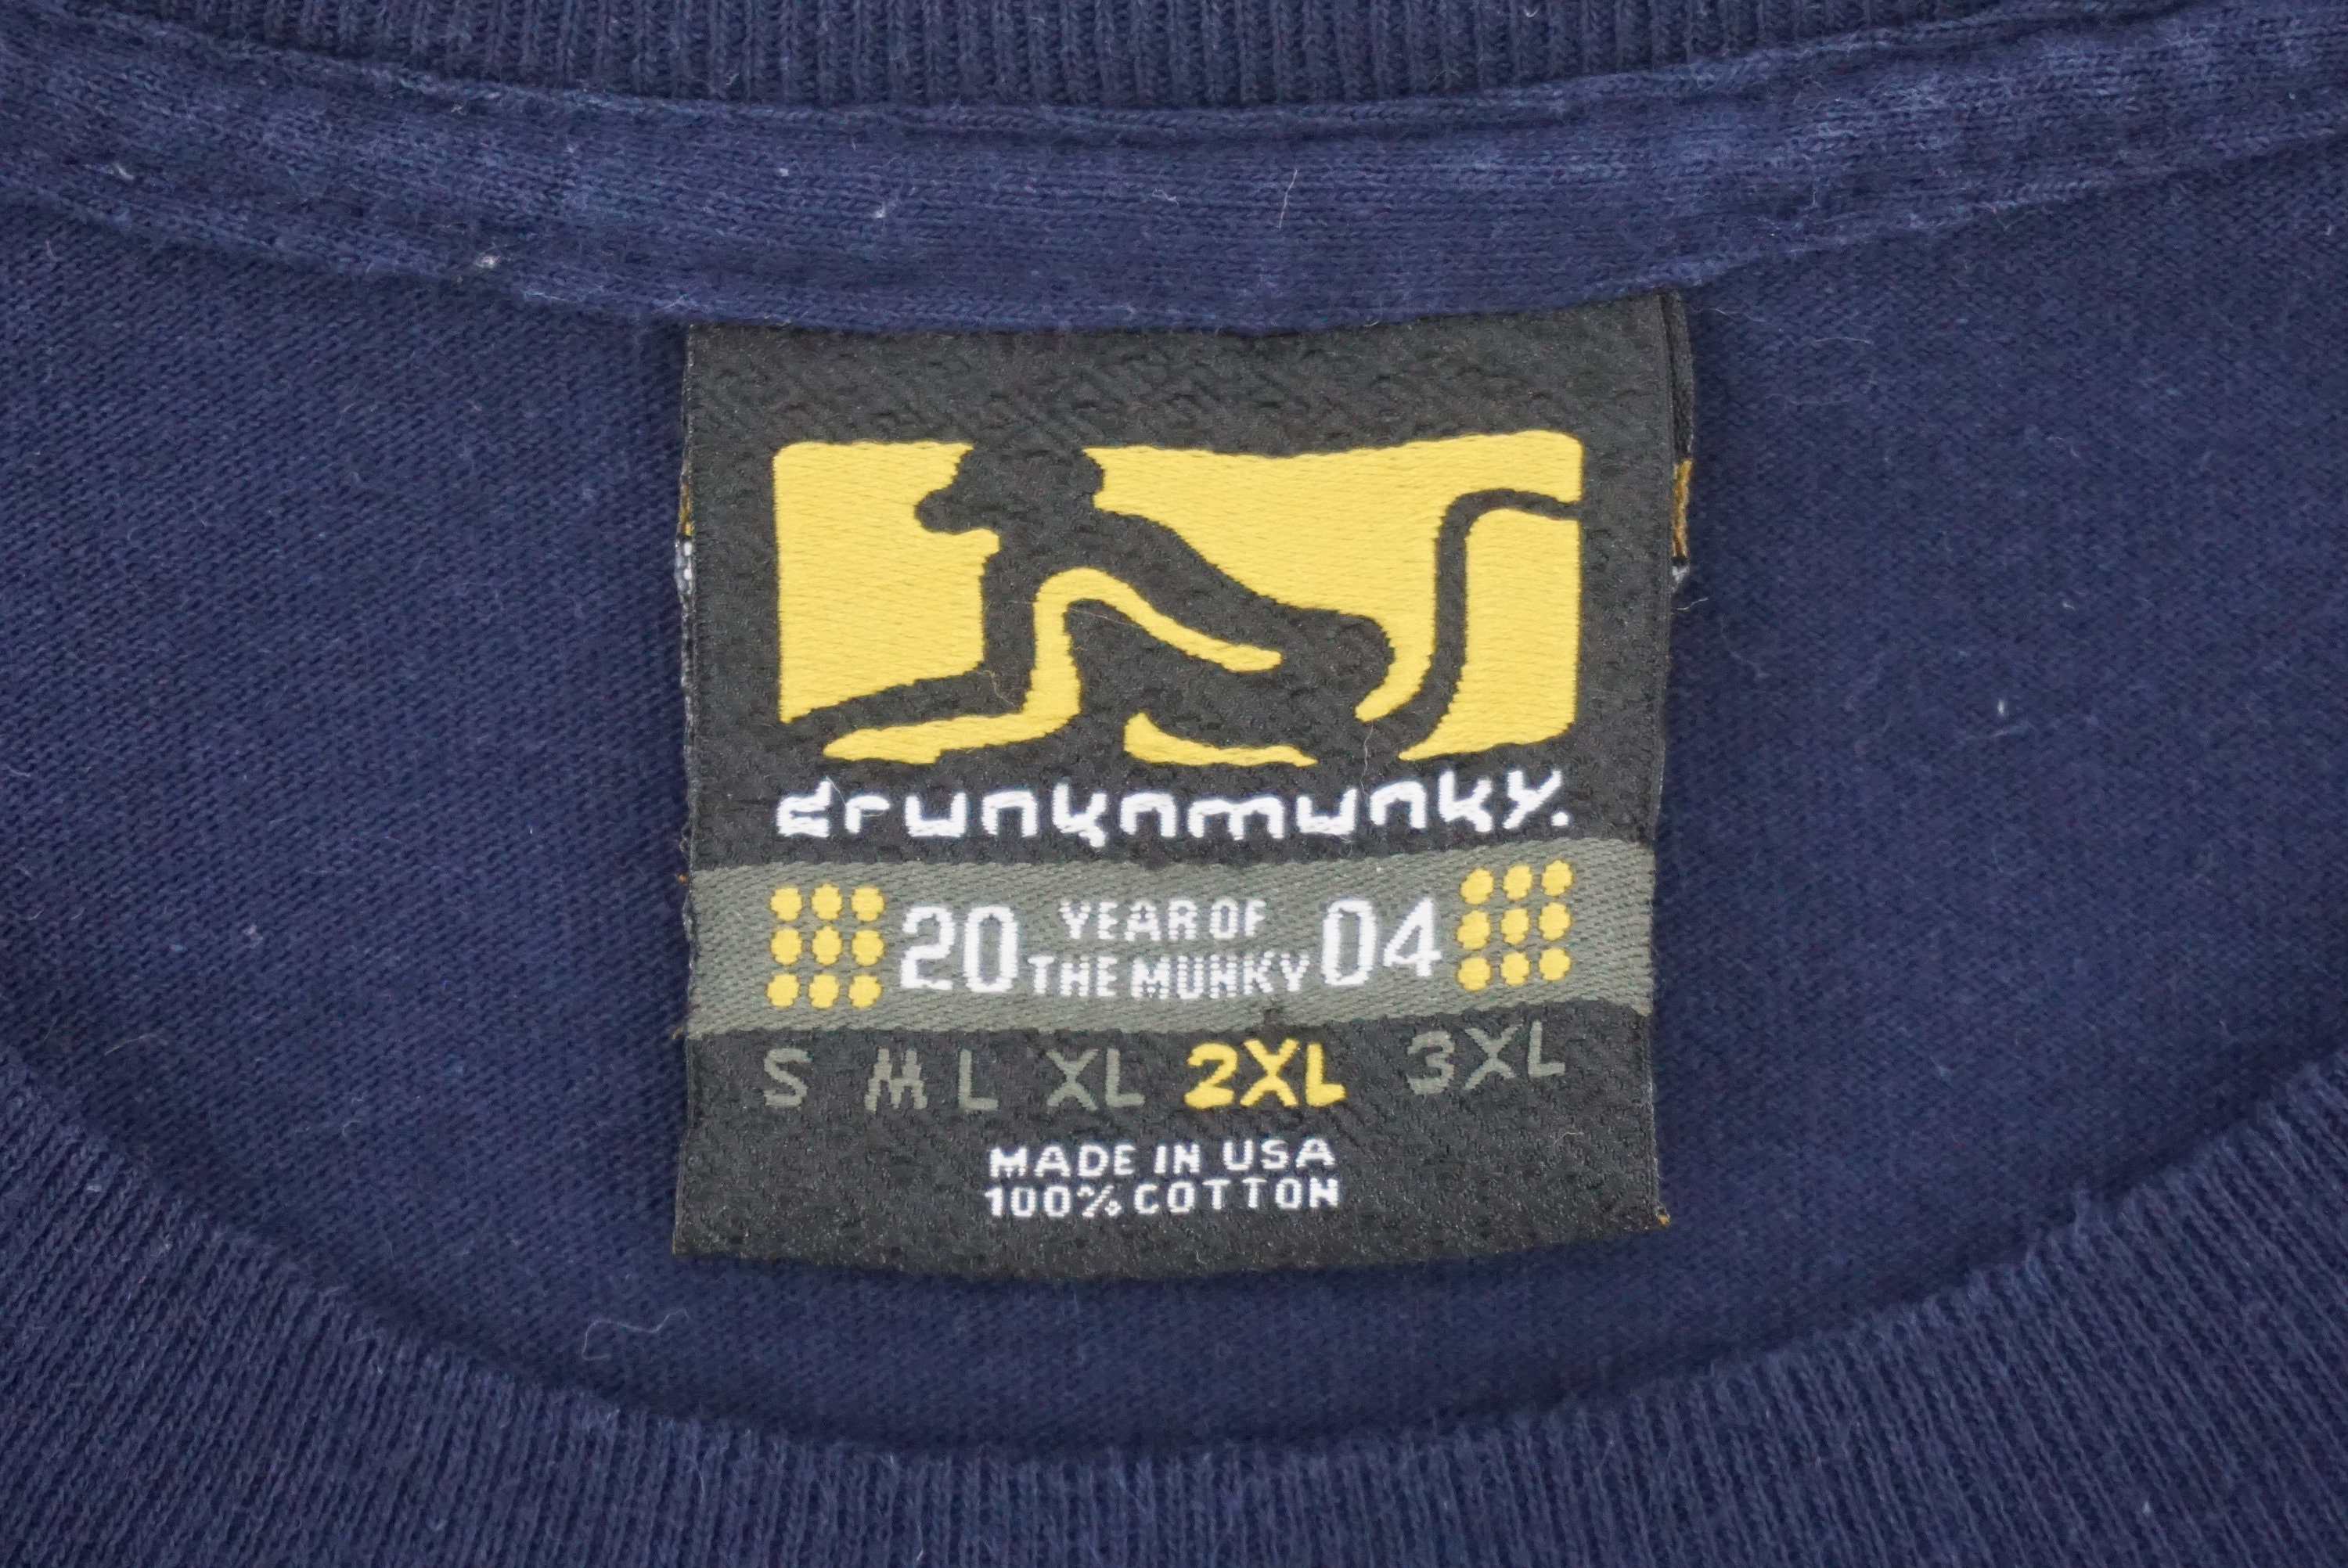 drunknmunky.
20 YEAR OF THE MUNKY 04
S M L XL 2XL 3XL
MADE IN USA
100% COTTON